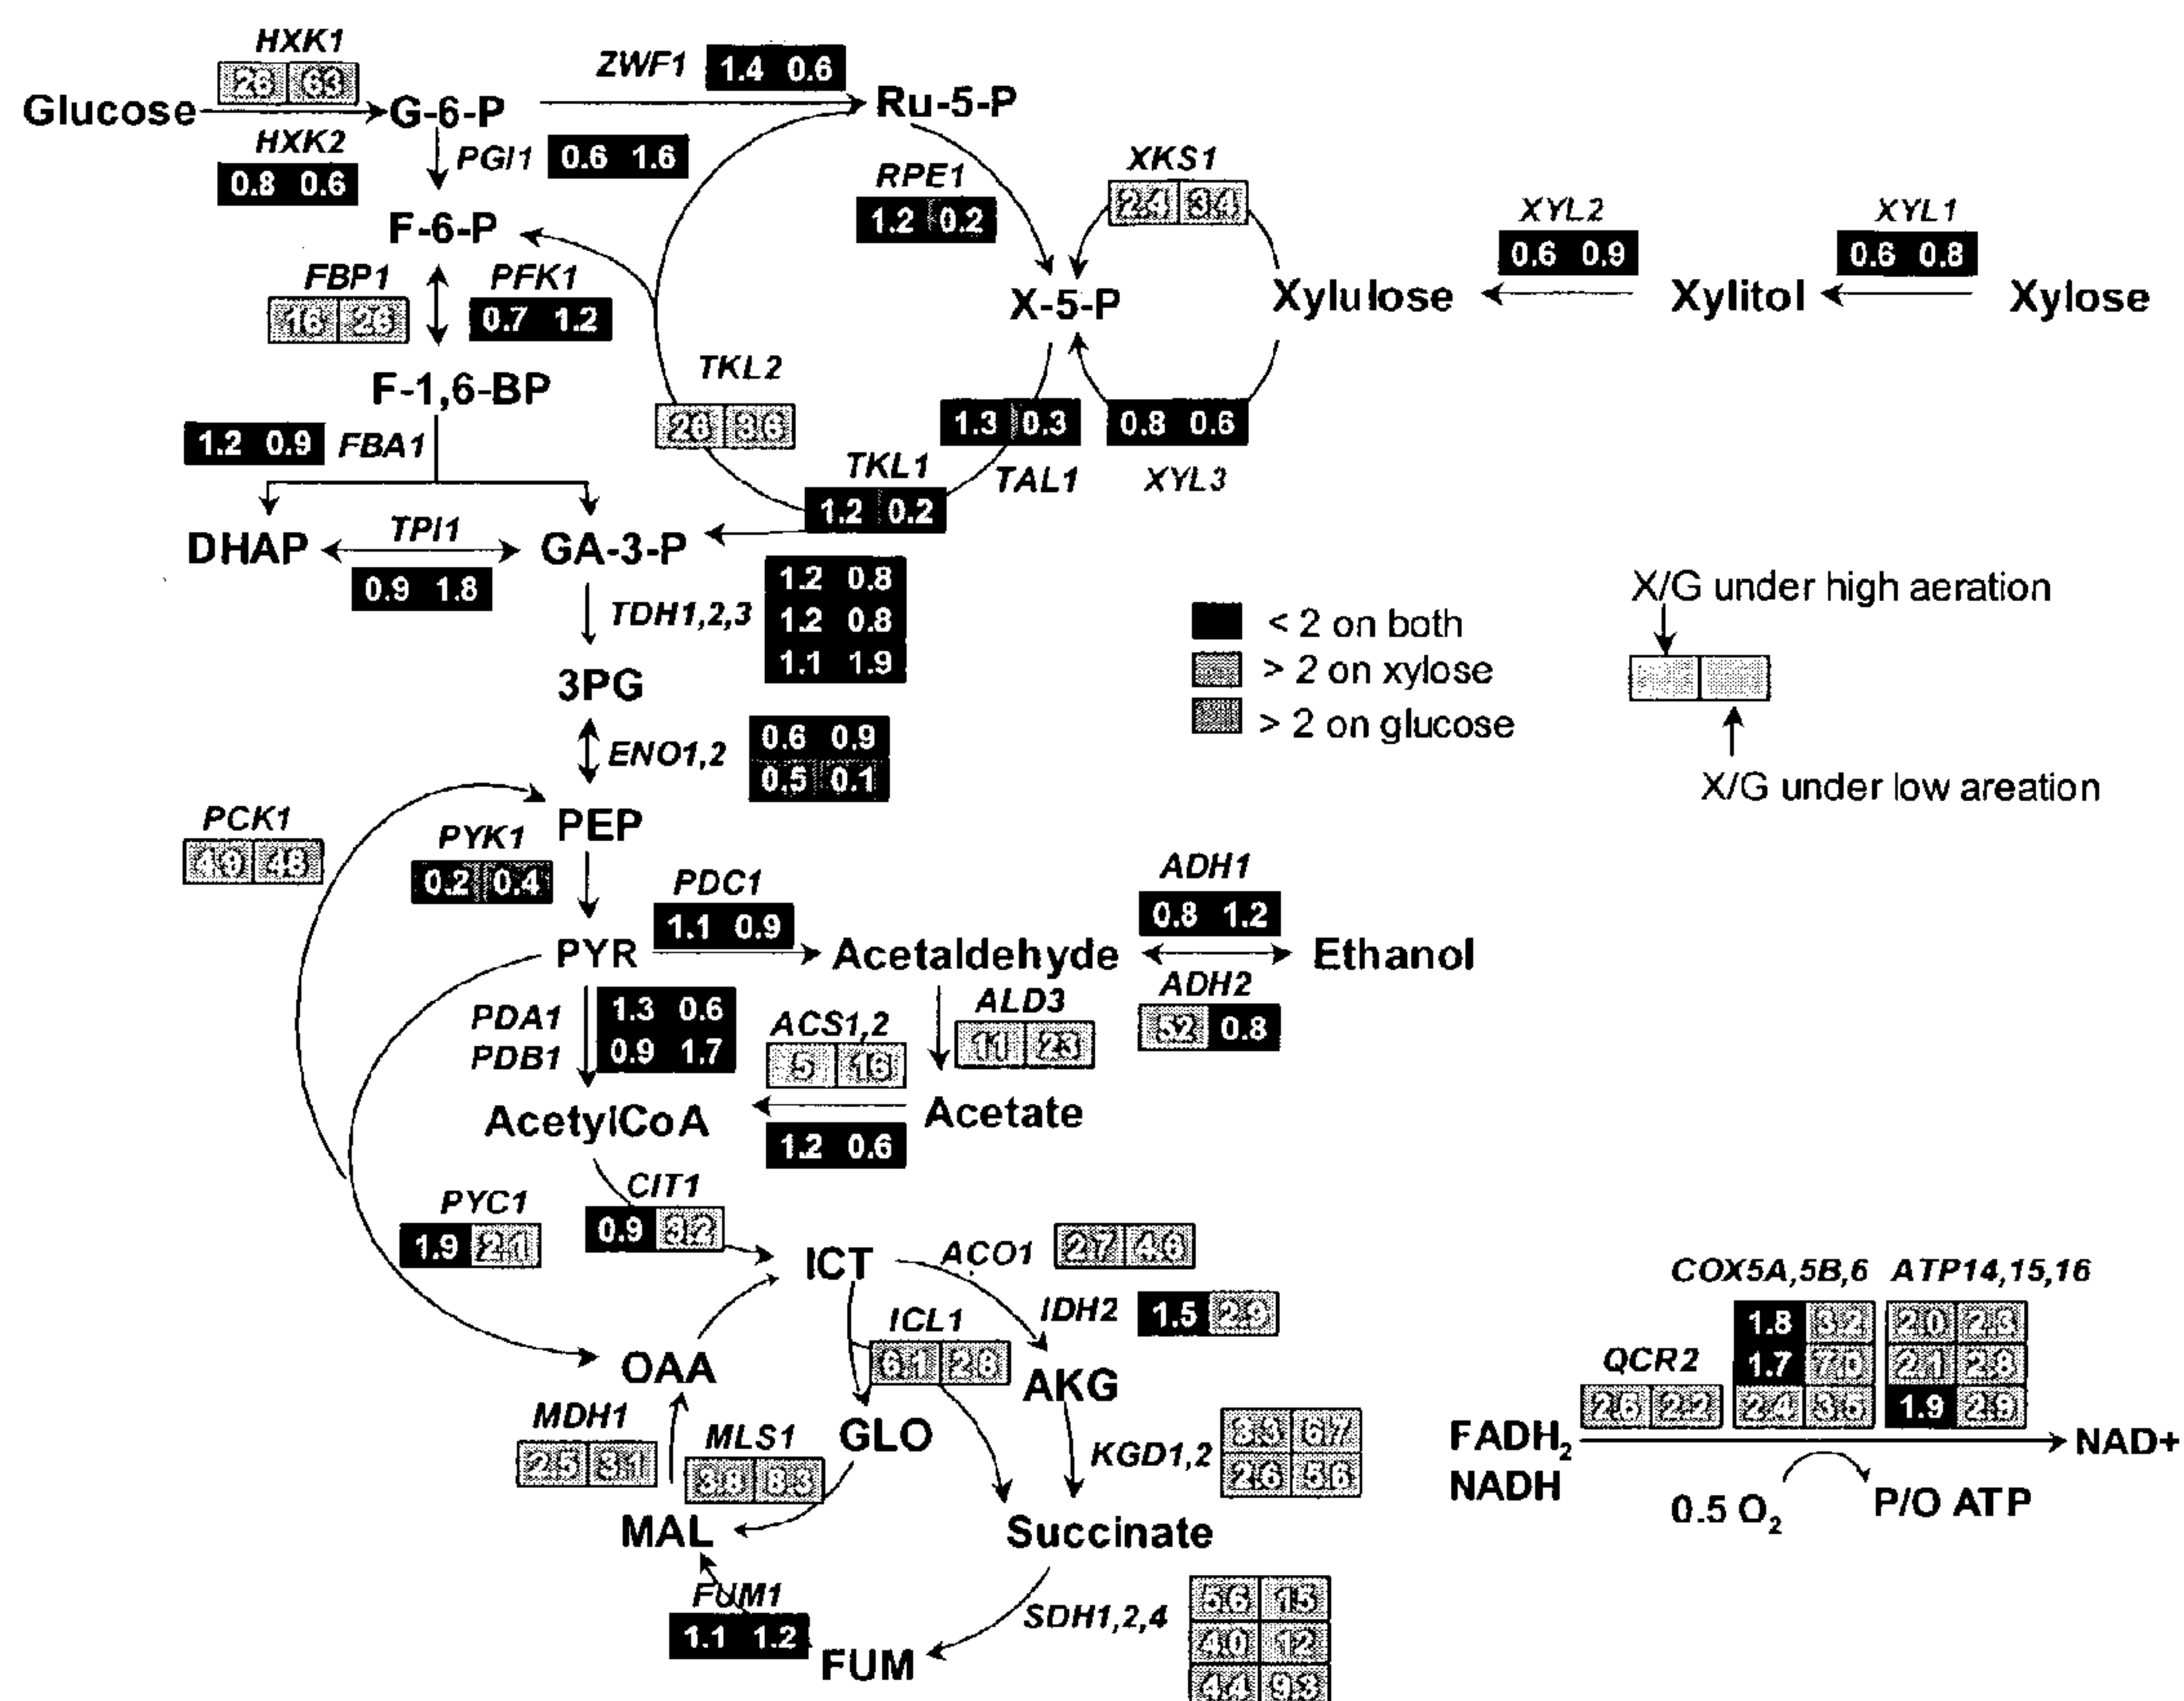 HXK1
26 63
Glucose
G-6-P
HXK2
0.8 0.6
ZWF1
1.4 0.6
Ru-5-P
PGI1
0.6 1.6
F-6-P
RPE1
1.2 0.2
XKS1
2.4 3.4
XYL2
0.6 0.9
XYL1
0.6 0.8
FBP1
16 26
PFK1
0.7 1.2
X-5-P
Xylulose
Xylitol
Xylose
F-1,6-BP
TKL2
26 3.6
1.3 0.3
TAL1
0.8 0.6
XYL3
1.2 0.9
FBA1
TKL1
1.2 0.2
DHAP
TPI1
0.9 1.8
GA-3-P
TDH1,2,3
1.2 0.8
1.2 0.8
1.1 1.9
< 2 on both
> 2 on xylose
> 2 on glucose
X/G under high aeration
X/G under low areation
3PG
ENO1,2
0.6 0.9
0.5 0.1
PCK1
4.9 48
PEP
PYK1
0.2 0.4
PDC1
1.1 0.9
PYR
Acetaldehyde
ADH1
0.8 1.2
Ethanol
ADH2
52 0.8
PDA1
1.3 0.6
PDB1
0.9 1.7
ACS1,2
5 16
ALD3
11 23
AcetylCoA
Acetate
1.2 0.6
PYC1
1.9 2.1
CIT1
0.9 3.2
ICT
ACO1
2.7 4.6
IDH2
1.5 2.9
ICL1
6.1 2.8
OAA
AKG
MDH1
2.5 3.1
MLS1
3.8 8.3
GLO
KGD1,2
3.3 6.7
2.6 5.6
MAL
Succinate
FUM1
1.1 1.2
FUM
SDH1,2,4
5.6 15
4.0 12
4.4 9.3
COX5A,5B,6
1.8 3.2
1.7 7.0
2.4 3.5
ATP14,15,16
2.0 2.3
2.1 2.8
1.9 2.9
QCR2
2.6 2.2
FADH2
NADH
NAD+
0.5 O2
P/O ATP